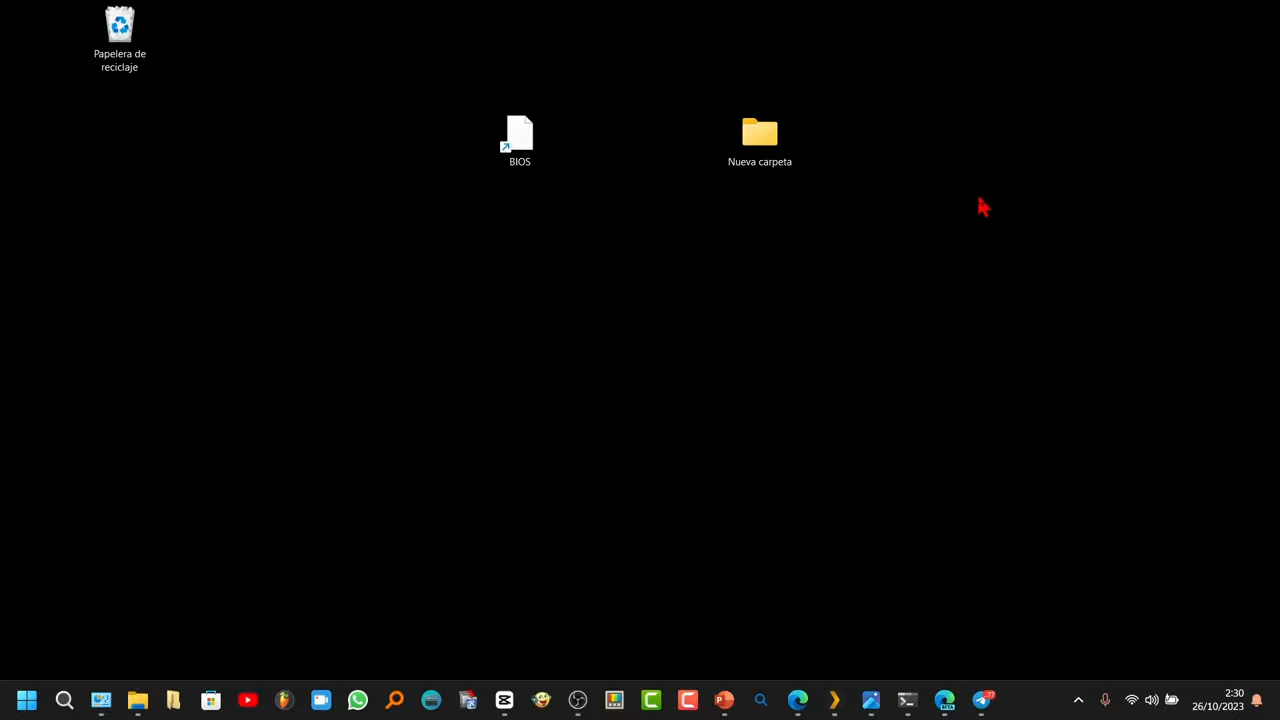 Papelera de
reciclaje
BIOS
Nueva carpeta
2:30
26/10/2023